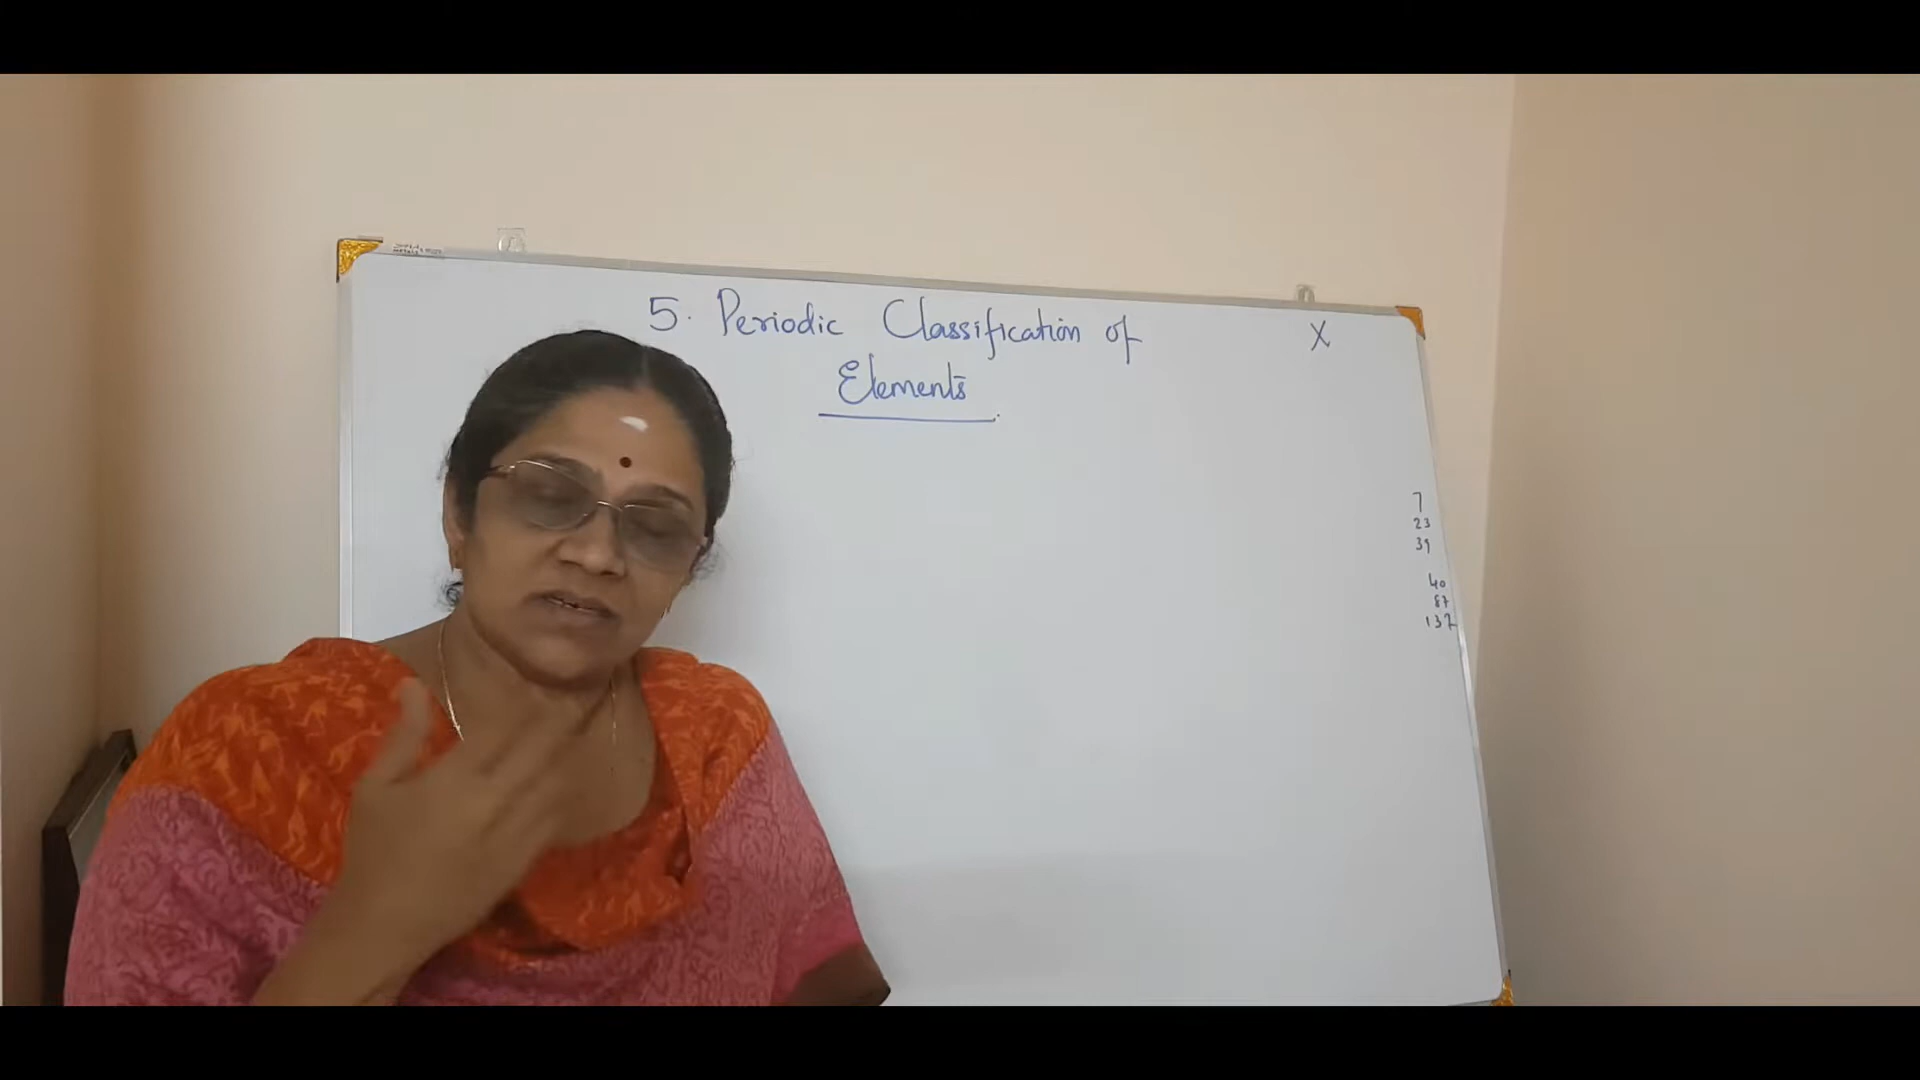 5. Periodic Classification of
X
Elements
7
23
39
40
87
137